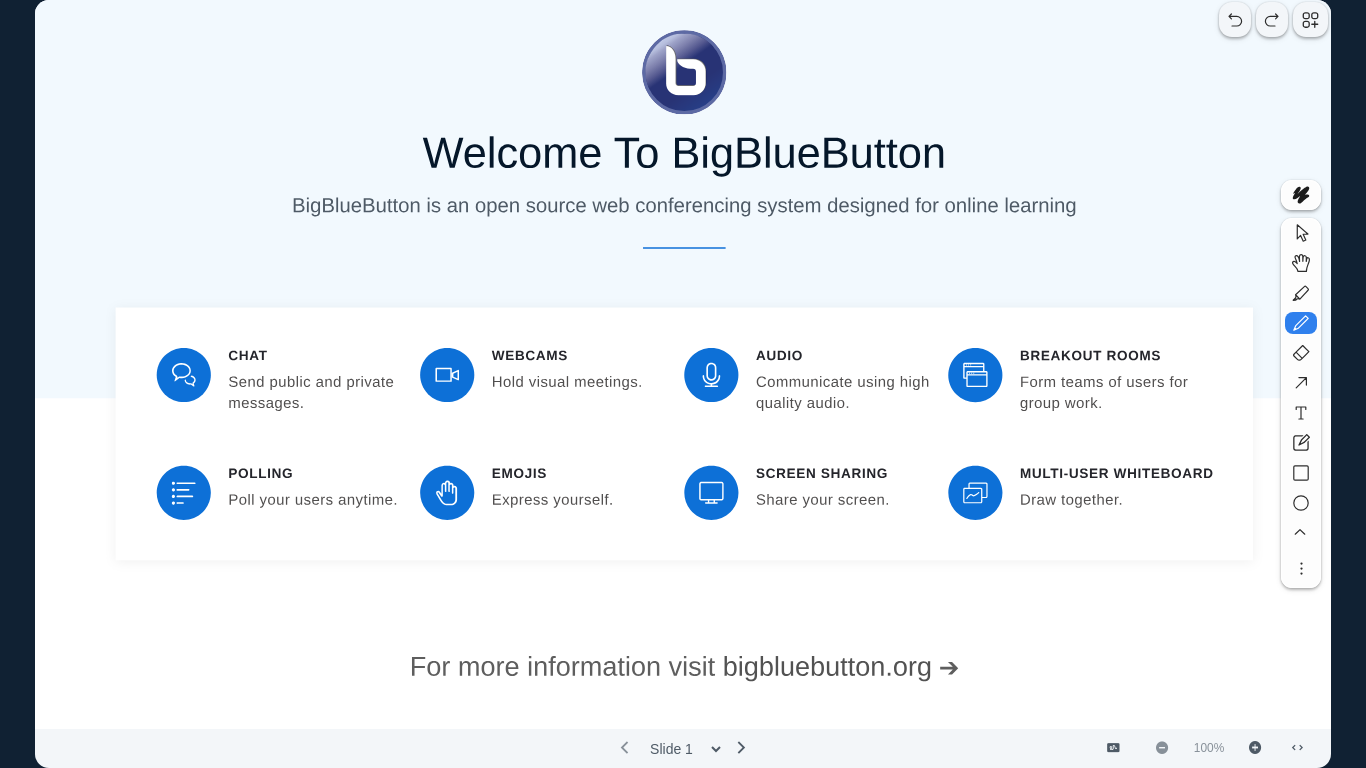 Welcome To BigBlueButton
BigBlueButton is an open source web conferencing system designed for online learning
CHAT
Send public and private
messages.
WEBCAMS
Hold visual meetings.
AUDIO
Communicate using high
quality audio.
BREAKOUT ROOMS
Form teams of users for
group work.
POLLING
Poll your users anytime.
EMOJIS
Express yourself.
SCREEN SHARING
Share your screen.
MULTI-USER WHITEBOARD
Draw together.
For more information visit bigbluebutton.org ➔
Slide 1
100%